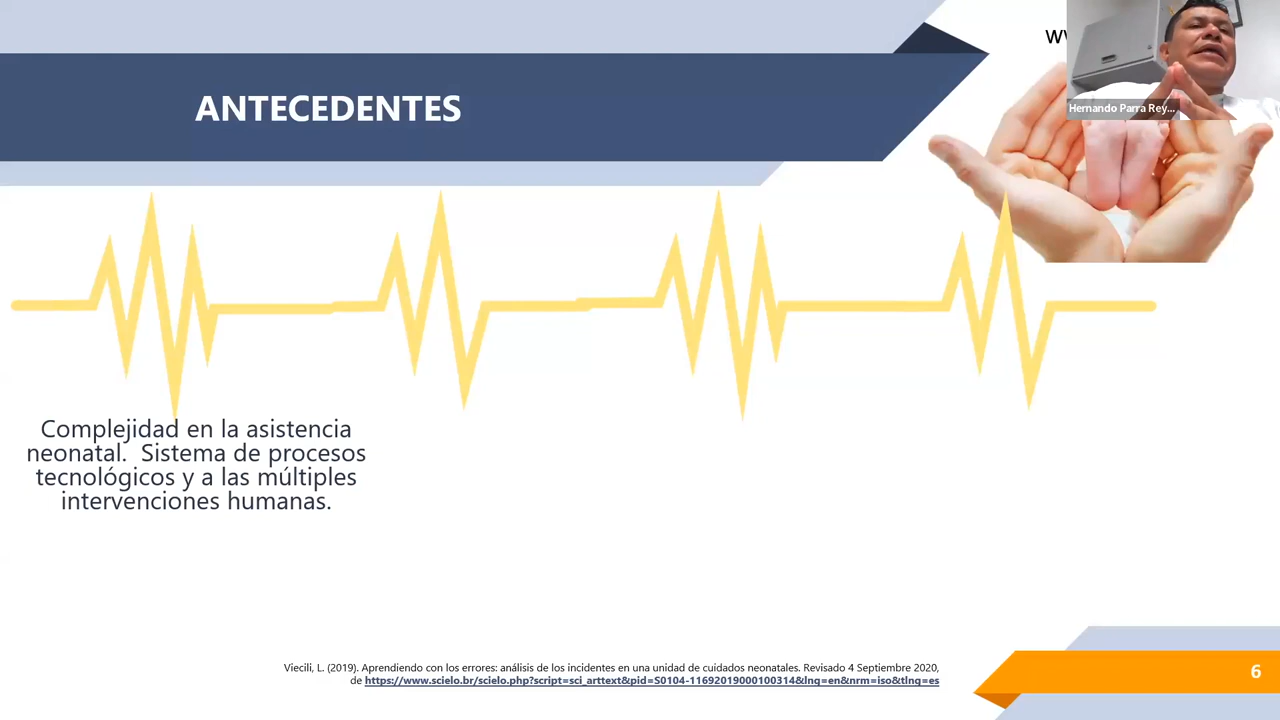 ANTECEDENTES
Hernando Parra Rey...
Complejidad en la asistencia
neonatal.  Sistema de procesos
tecnológicos y a las múltiples
intervenciones humanas.
Viecili, L. (2019). Aprendiendo con los errores: análisis de los incidentes en una unidad de cuidados neonatales. Revisado 4 Septiembre 2020,
de https://www.scielo.br/scielo.php?script=sci_arttext&pid=S0104-11692019000100314&lng=en&nrm=iso&tlng=es
6